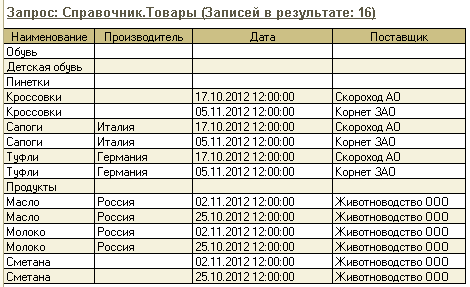 Запрос: Справочник.Товары (Записей в результате: 16)
Наименование Производитель Дата Поставщик
Обувь
Детская обувь
Пинетки
Кроссовки 17.10.2012 12:00:00 Скороход АО
Кроссовки 05.11.2012 12:00:00 Корнет ЗАО
Сапоги Италия 17.10.2012 12:00:00 Скороход АО
Сапоги Италия 05.11.2012 12:00:00 Корнет ЗАО
Туфли Германия 17.10.2012 12:00:00 Скороход АО
Туфли Германия 05.11.2012 12:00:00 Корнет ЗАО
Продукты
Масло Россия 02.11.2012 12:00:00 Животноводство ООО
Масло Россия 25.10.2012 12:00:00 Животноводство ООО
Молоко Россия 02.11.2012 12:00:00 Животноводство ООО
Молоко Россия 25.10.2012 12:00:00 Животноводство ООО
Сметана 02.11.2012 12:00:00 Животноводство ООО
Сметана 25.10.2012 12:00:00 Животноводство ООО